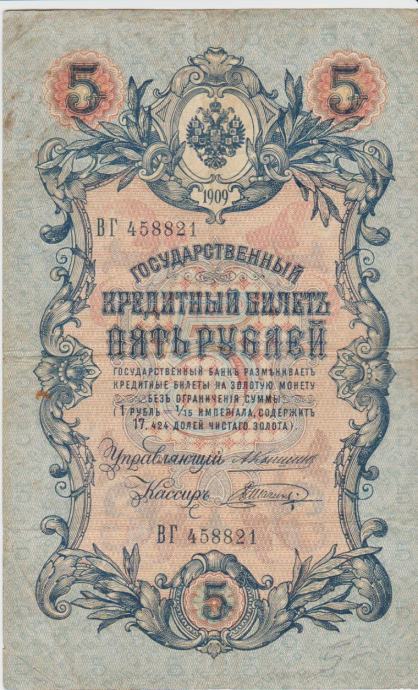 5 5
1909
ВГ 458821
ГОСУДАРСТВЕННЫЙ
КРЕДИТНЫЙ БИЛЕТЪ
ПЯТЬ РУБЛЕЙ
ГОСУДАРСТВЕННЫЙ БАНКЪ РАЗМѢНИВАЕТЪ
КРЕДИТНЫЕ БИЛЕТЫ НА ЗОЛОТУЮ МОНЕТУ
БЕЗЪ ОГРАНИЧЕНІЯ СУММЫ
(1 РУБЛЬ = 1/15 ИМПЕРІАЛА, СОДЕРЖИТЪ
17,424 ДОЛЕЙ ЧИСТАГО ЗОЛОТА).
Управляющій
Кассиръ
ВГ 458821
5